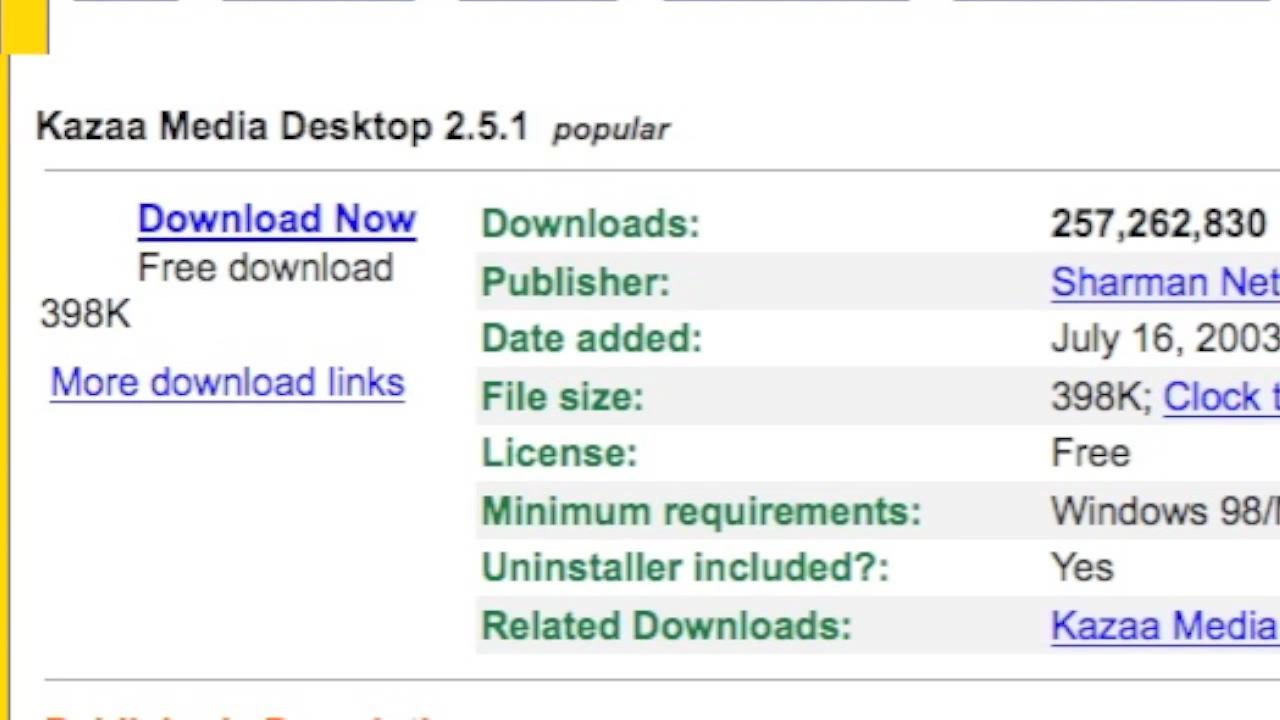 Kazaa Media Desktop 2.5.1 popular
Download Now
Free download
398K
More download links
Downloads: 257,262,830
Publisher: Sharman Net
Date added: July 16, 2003
File size: 398K; Clock
License: Free
Minimum requirements: Windows 98/
Uninstaller included?: Yes
Related Downloads: Kazaa Media